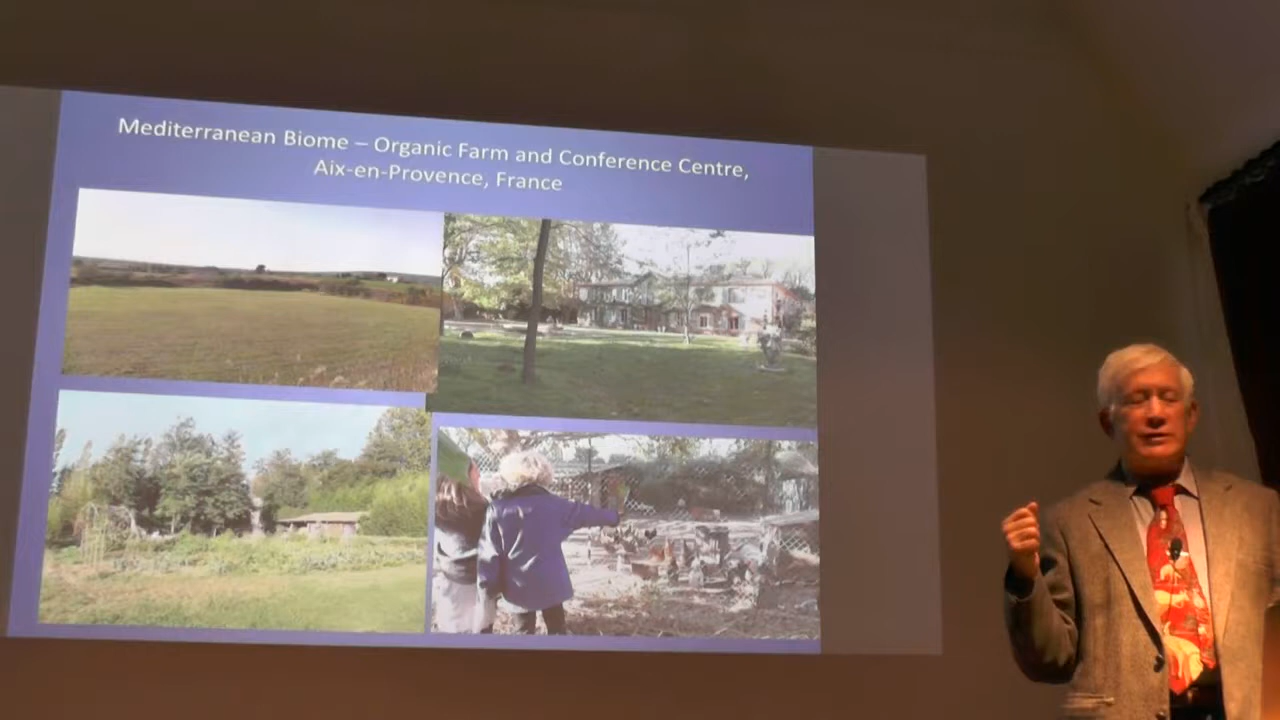 Mediterranean Biome – Organic Farm and Conference Centre,
Aix-en-Provence, France